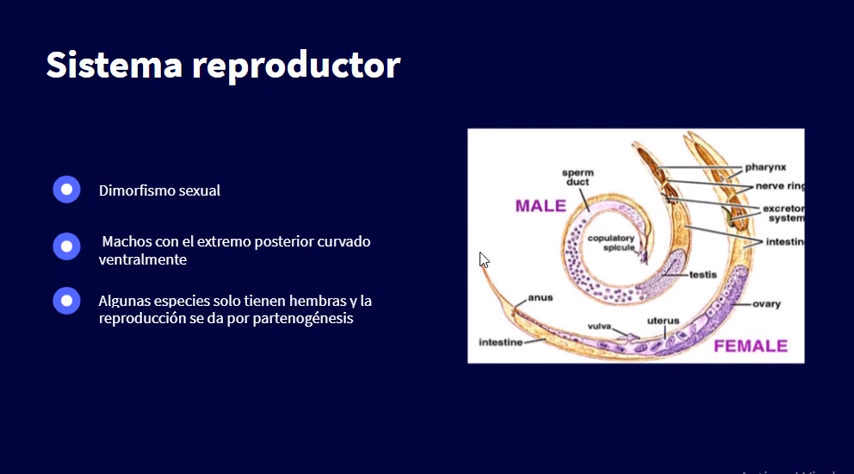 Sistema reproductor
Dimorfismo sexual
Machos con el extremo posterior curvado
ventralmente
Algunas especies solo tienen hembras y la
reproducción se da por partenogénesis
sperm
duct
MALE
copulatory
spicule
pharynx
nerve ring
excretor
system
intestine
testis
ovary
anus
vulva
uterus
intestine
FEMALE